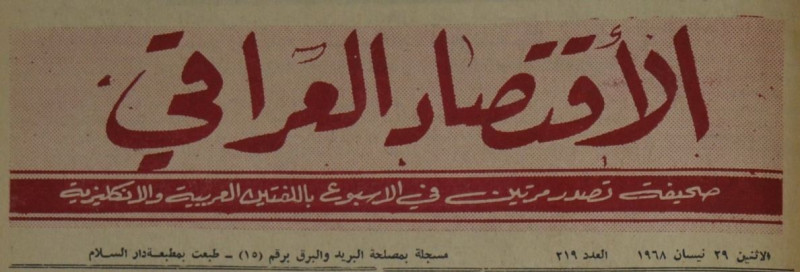 الأقتصاد العراقي
صحيفة تصدر مرتين في الاسبوع باللغتين العربية والانكليزية
الاثنين ٢٩ نيسان ١٩٦٨ العدد ٢١٩ مسجلة بمصلحة البريد والبرق برقم (١٥) - طبعت بمطبعة دار السلام